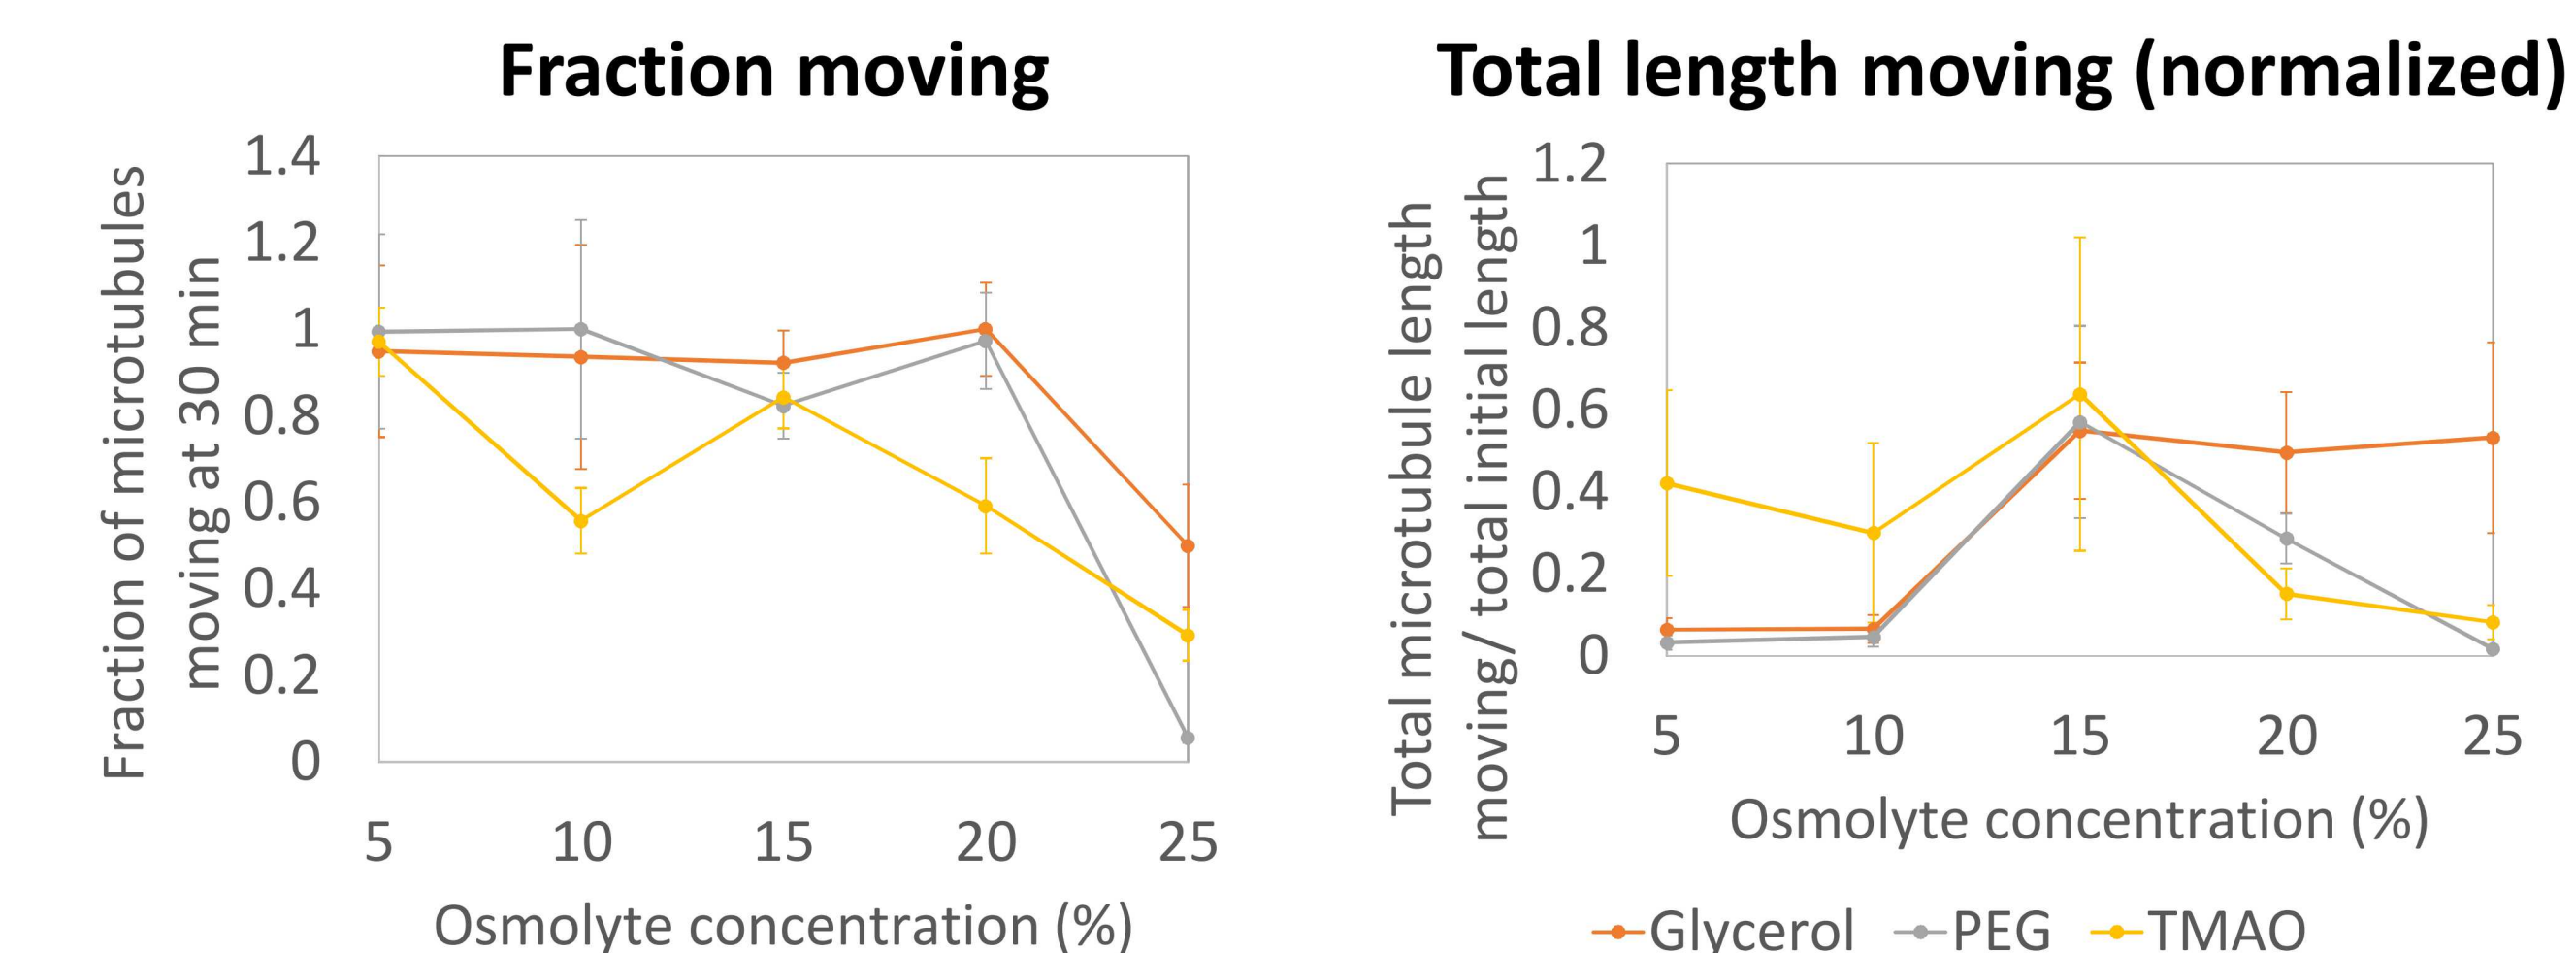 Fraction moving
Fraction of microtubules
moving at 30 min
1.4
1.2
1
0.8
0.6
0.4
0.2
0
5 10 15 20 25
Osmolyte concentration (%)
Total length moving (normalized)
Total microtubule length
moving/ total initial length
1.2
1
0.8
0.6
0.4
0.2
0
5 10 15 20 25
Osmolyte concentration (%)
Glycerol PEG TMAO